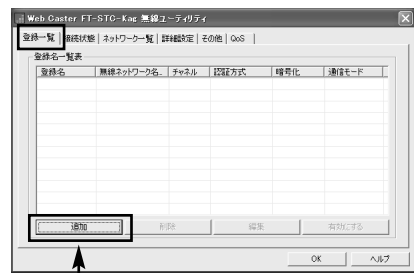 Web Caster FT-STC-Kag 無線ユーティリティ
登録一覧 接続状態 ネットワーク一覧 詳細設定 その他 QoS
登録名一覧表
登録名 無線ネットワーク名.. チャネル 認証方式 暗号化 通信モード
追加 削除 編集 有効にする
OK ヘルプ